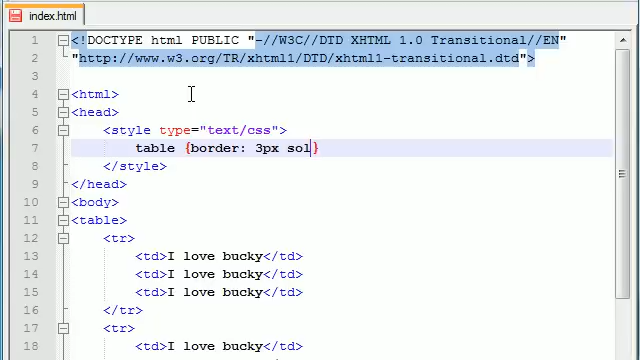 index.html
1 <!DOCTYPE html PUBLIC "-//W3C//DTD XHTML 1.0 Transitional//EN"
2 "http://www.w3.org/TR/xhtml1/DTD/xhtml1-transitional.dtd">
3
4 <html>
5 <head>
6 <style type="text/css">
7 table {border: 3px sol}
8 </style>
9 </head>
10 <body>
11 <table>
12 <tr>
13 <td>I love bucky</td>
14 <td>I love bucky</td>
15 <td>I love bucky</td>
16 </tr>
17 <tr>
18 <td>I love bucky</td>